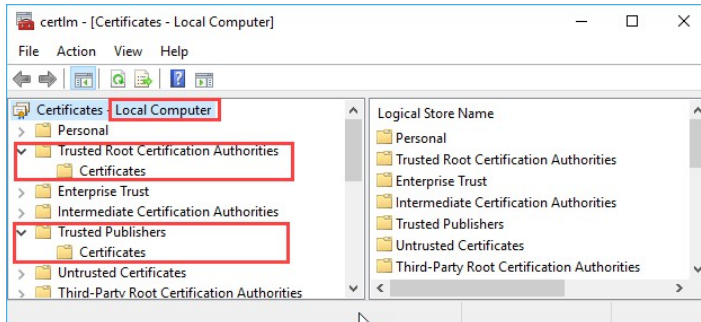 certlm - [Certificates - Local Computer]
File Action View Help
Certificates - Local Computer
Personal
Trusted Root Certification Authorities
Certificates
Enterprise Trust
Intermediate Certification Authorities
Trusted Publishers
Certificates
Untrusted Certificates
Third-Party Root Certification Authorities
Logical Store Name
Personal
Trusted Root Certification Authorities
Enterprise Trust
Intermediate Certification Authorities
Trusted Publishers
Untrusted Certificates
Third-Party Root Certification Authorities